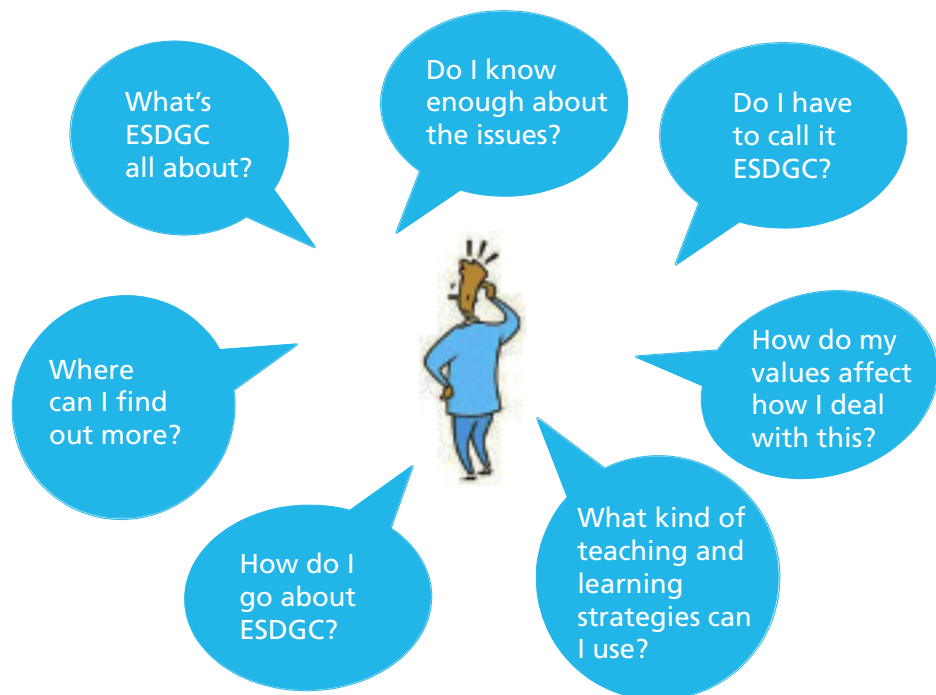 What's
ESDGC
all about?
Do I know
enough about
the issues?
Do I have
to call it
ESDGC?
Where
can I find
out more?
How do my
values affect
how I deal
with this?
How do I
go about
ESDGC?
What kind of
teaching and
learning
strategies can
I use?